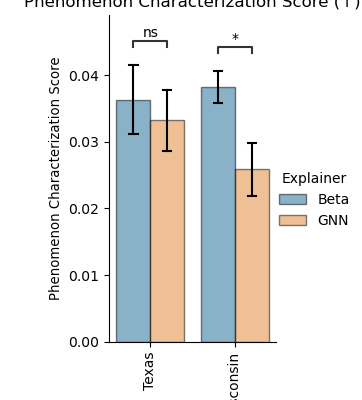 Phenomenon Characterization Score (↑)
ns
*
0.04
0.03
0.02
0.01
0.00
Phenomenon Characterization Score
Explainer
Beta
GNN
Texas
sconsin